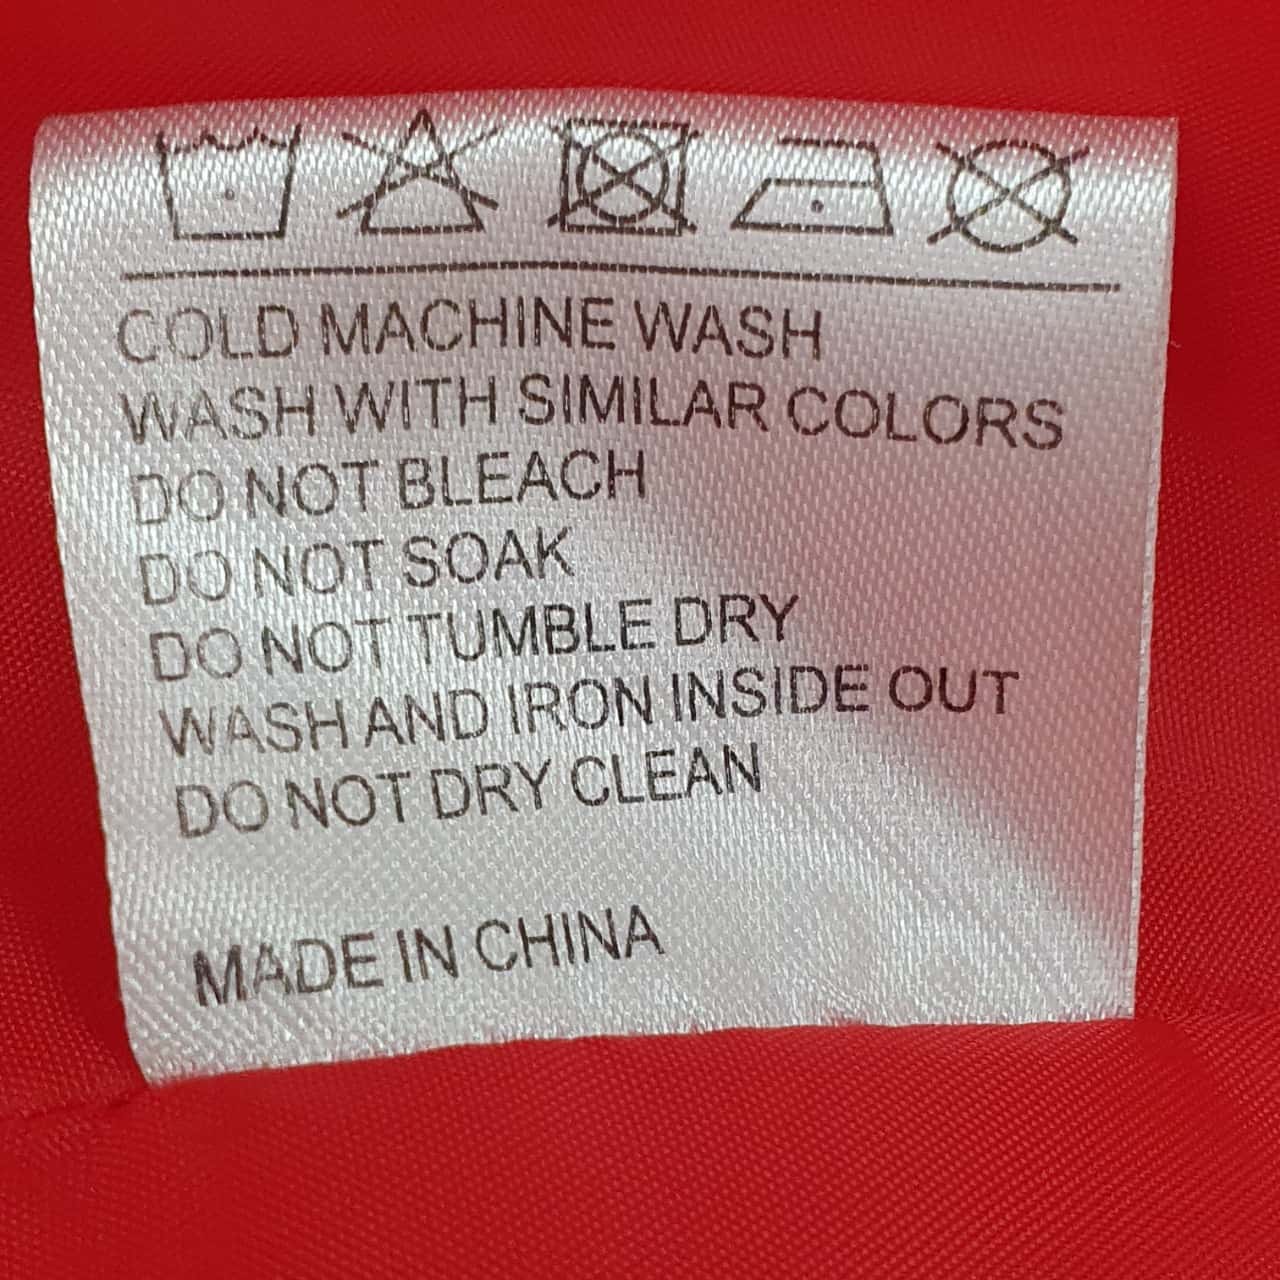 COLD MACHINE WASH
WASH WITH SIMILAR COLORS
DO NOT BLEACH
DO NOT SOAK
DO NOT TUMBLE DRY
WASH AND IRON INSIDE OUT
DO NOT DRY CLEAN
MADE IN CHINA